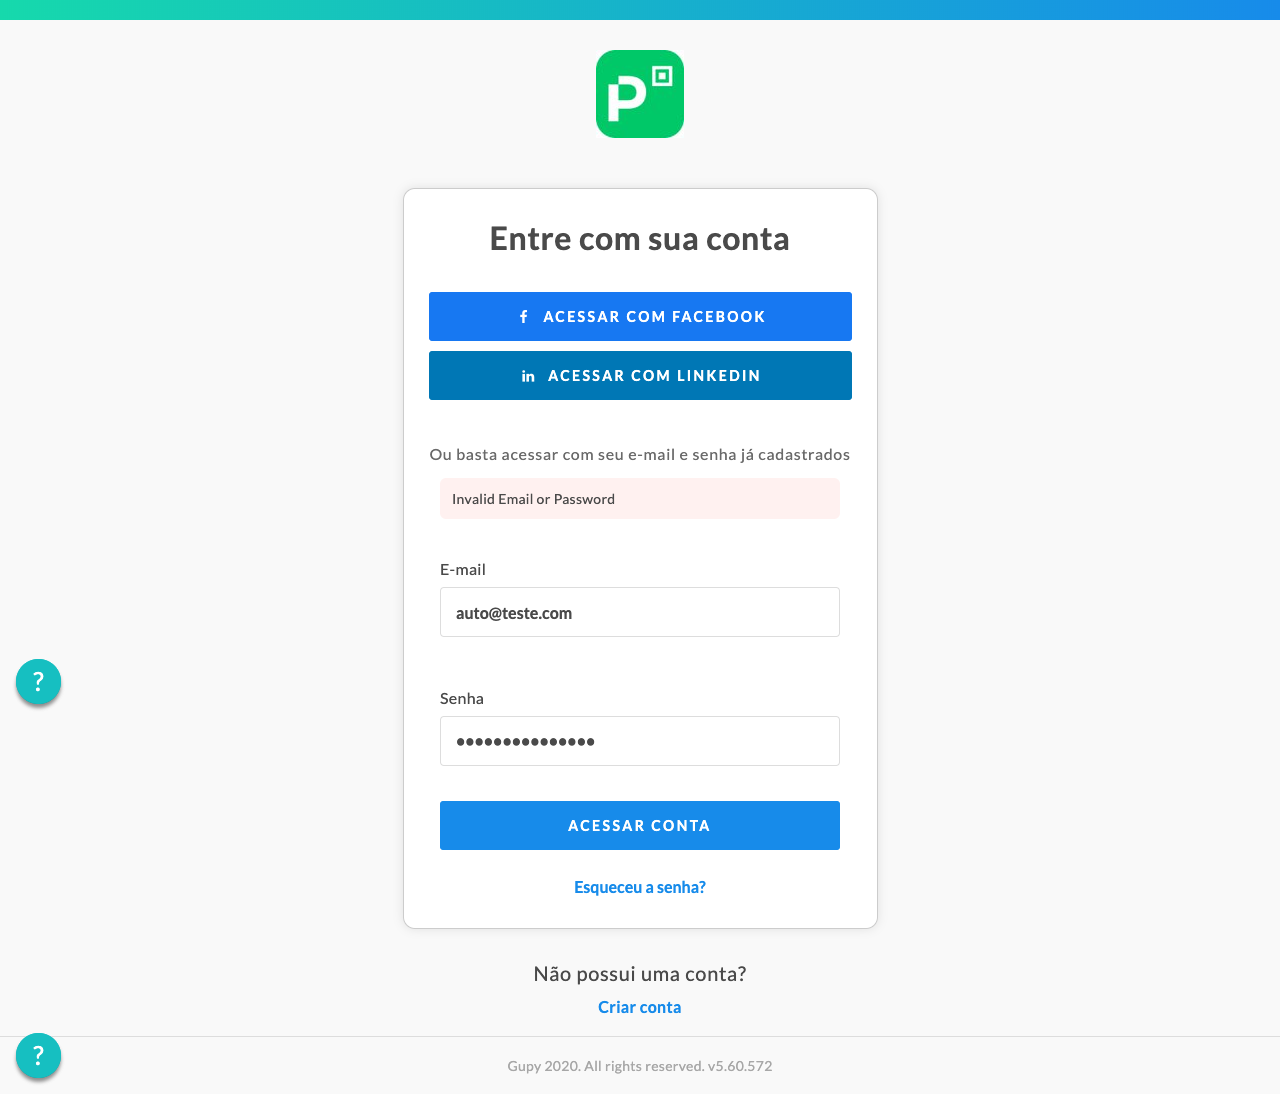 P
Entre com sua conta
f ACESSAR COM FACEBOOK
in ACESSAR COM LINKEDIN
Ou basta acessar com seu e-mail e senha já cadastrados
Invalid Email or Password
E-mail
auto@teste.com
?
Senha
•••••••••••••••
ACESSAR CONTA
Esqueceu a senha?
Não possui uma conta?
Criar conta
?
Gupy 2020. All rights reserved. v5.60.572